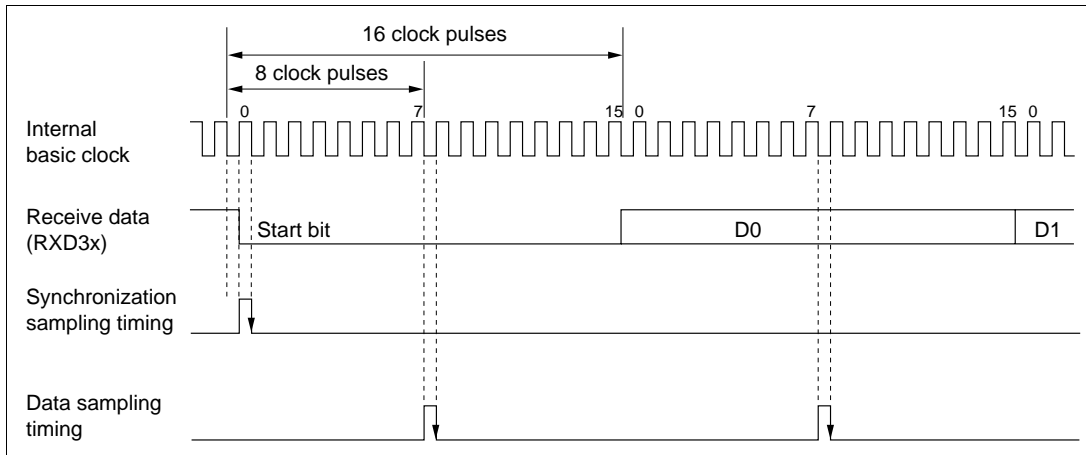 16 clock pulses
8 clock pulses
0 7 15 0 7 15 0
Internal
basic clock
Receive data
(RXD3x)
Start bit D0 D1
Synchronization
sampling timing
Data sampling
timing